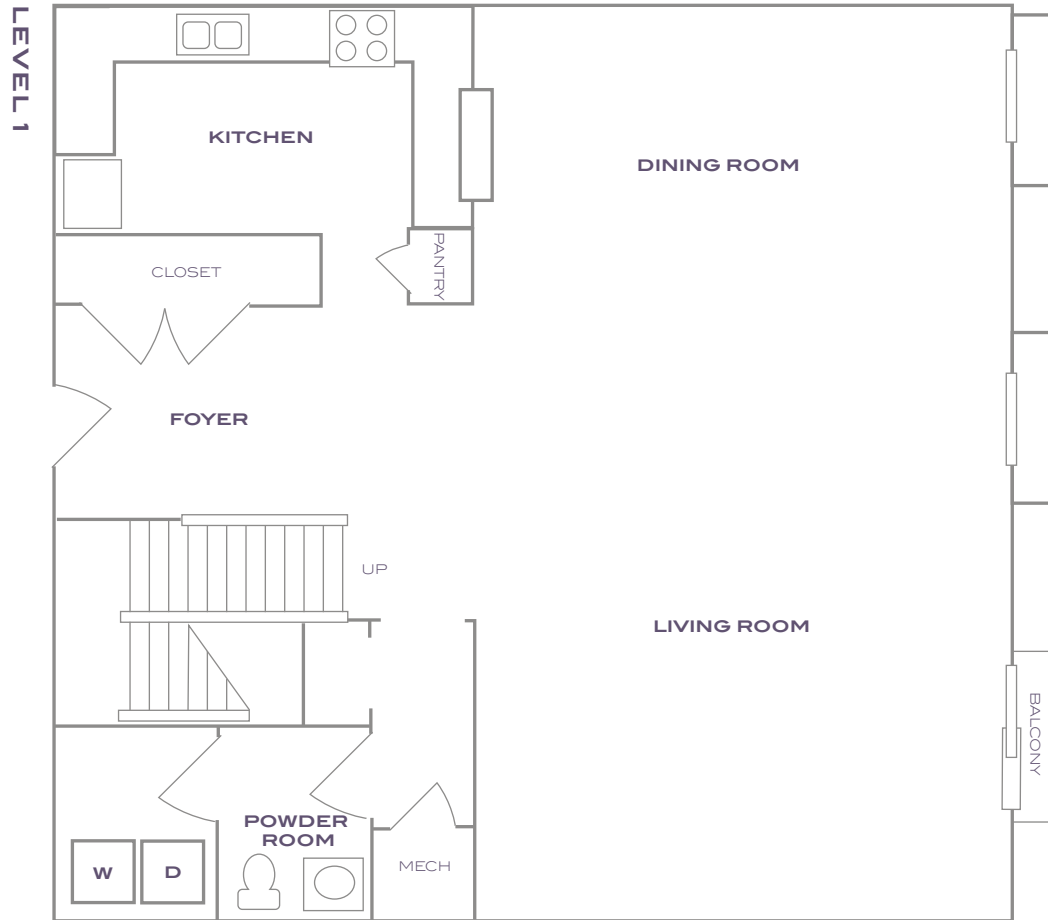 LEVEL 1
KITCHEN
DINING ROOM
PANTRY
CLOSET
FOYER
UP
LIVING ROOM
BALCONY
POWDER
ROOM
W
D
MECH